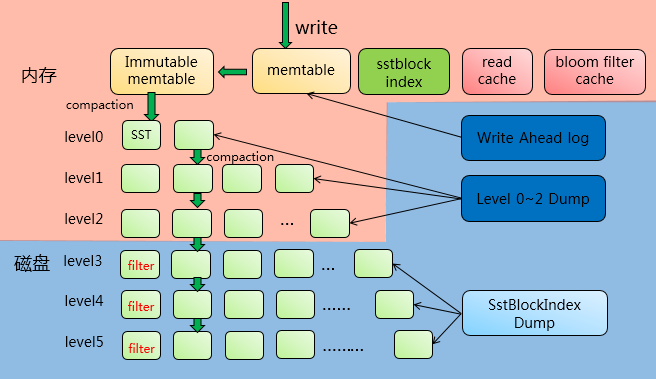 write
内存
Immutable
memtable
memtable
sstblock
index
read
cache
bloom filter
cache
compaction
level0
SST
Write Ahead log
compaction
level1
Level 0~2 Dump
level2
...
磁盘
level3
filter
...
level4
filter
......
SstBlockIndex
Dump
level5
filter
.........